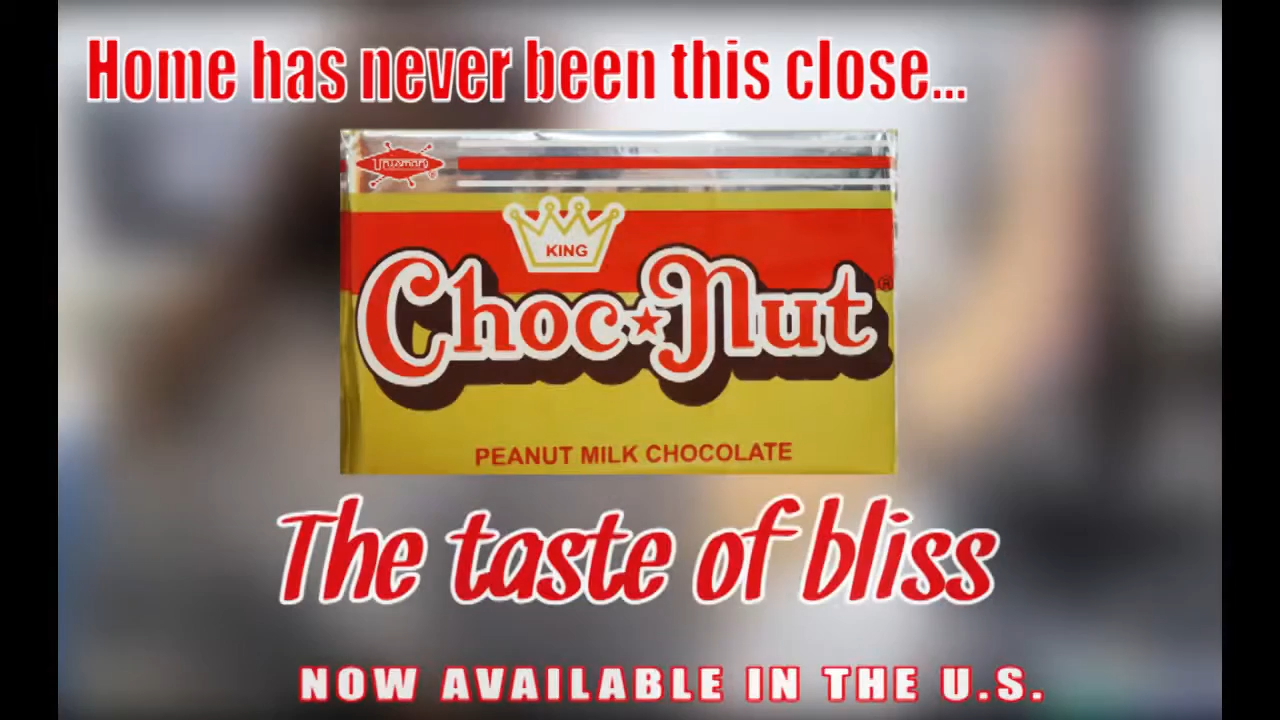 Home has never been this close...
UNISMAN
®
KING
Choc★Nut®
PEANUT MILK CHOCOLATE
The taste of bliss
NOW AVAILABLE IN THE U.S.